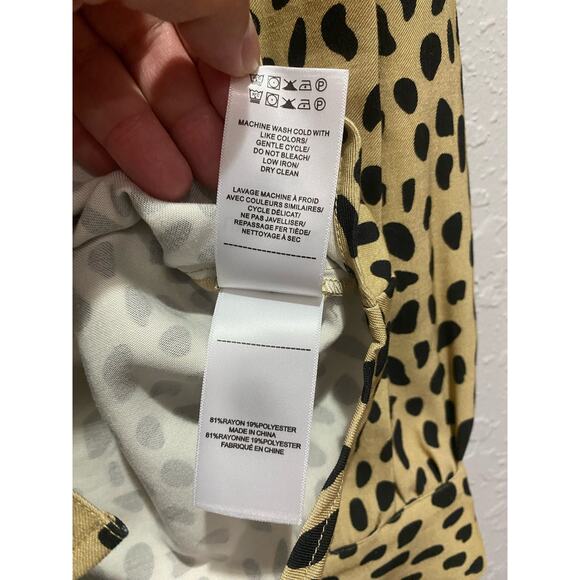 MACHINE WASH COLD WITH
LIKE COLORS/
GENTLE CYCLE/
DO NOT BLEACH/
LOW IRON/
DRY CLEAN
LAVAGE MACHINE À FROID
AVEC COULEURS SIMILAIRES/
CYCLE DÉLICAT/
NE PAS JAVELLISER/
REPASSAGE FER TIÈDE/
NETTOYAGE À SEC
81%RAYON 19%POLYESTER
MADE IN CHINA
81%RAYONNE 19%POLYESTER
FABRIQUÉ EN CHINE